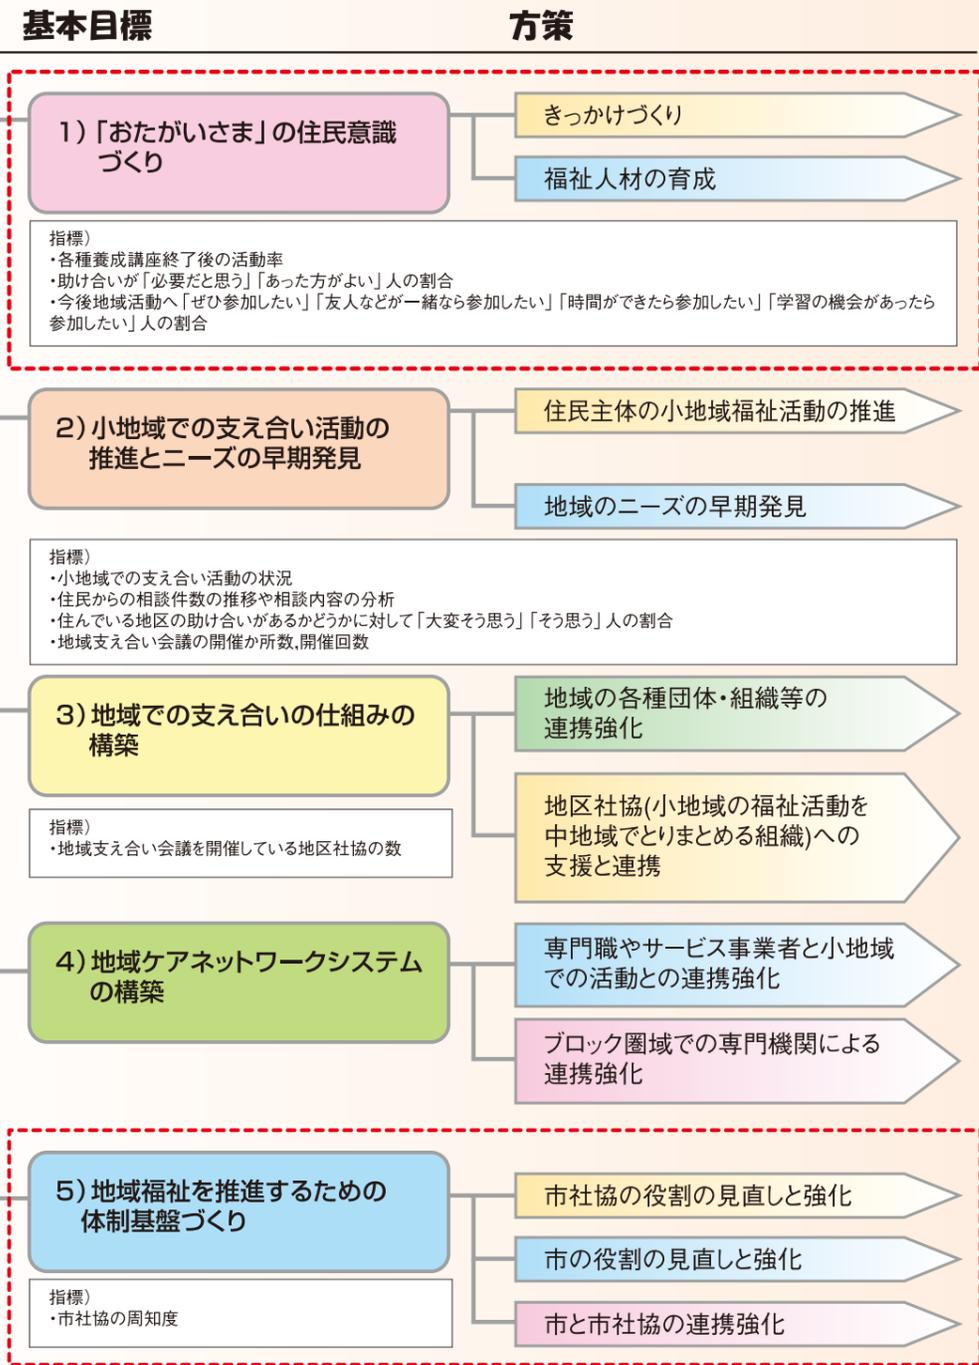 基本目標
方策
1）「おたがいさま」の住民意識
づくり
きっかけづくり
福祉人材の育成
指標）
・各種養成講座終了後の活動率
・助け合いが「必要だと思う」「あった方がよい」人の割合
・今後地域活動へ「ぜひ参加したい」「友人などが一緒なら参加したい」「時間ができたら参加したい」「学習の機会があったら
参加したい」人の割合
2）小地域での支え合い活動の
推進とニーズの早期発見
住民主体の小地域福祉活動の推進
地域のニーズの早期発見
指標）
・小地域での支え合い活動の状況
・住民からの相談件数の推移や相談内容の分析
・住んでいる地区の助け合いがあるかどうかに対して「大変そう思う」「そう思う」人の割合
・地域支え合い会議の開催か所数,開催回数
3）地域での支え合いの仕組みの
構築
地域の各種団体・組織等の
連携強化
地区社協(小地域の福祉活動を
中地域でとりまとめる組織)への
支援と連携
指標）
・地域支え合い会議を開催している地区社協の数
4）地域ケアネットワークシステム
の構築
専門職やサービス事業者と小地域
での活動との連携強化
ブロック圏域での専門機関による
連携強化
5）地域福祉を推進するための
体制基盤づくり
市社協の役割の見直しと強化
市の役割の見直しと強化
市と市社協の連携強化
指標）
・市社協の周知度